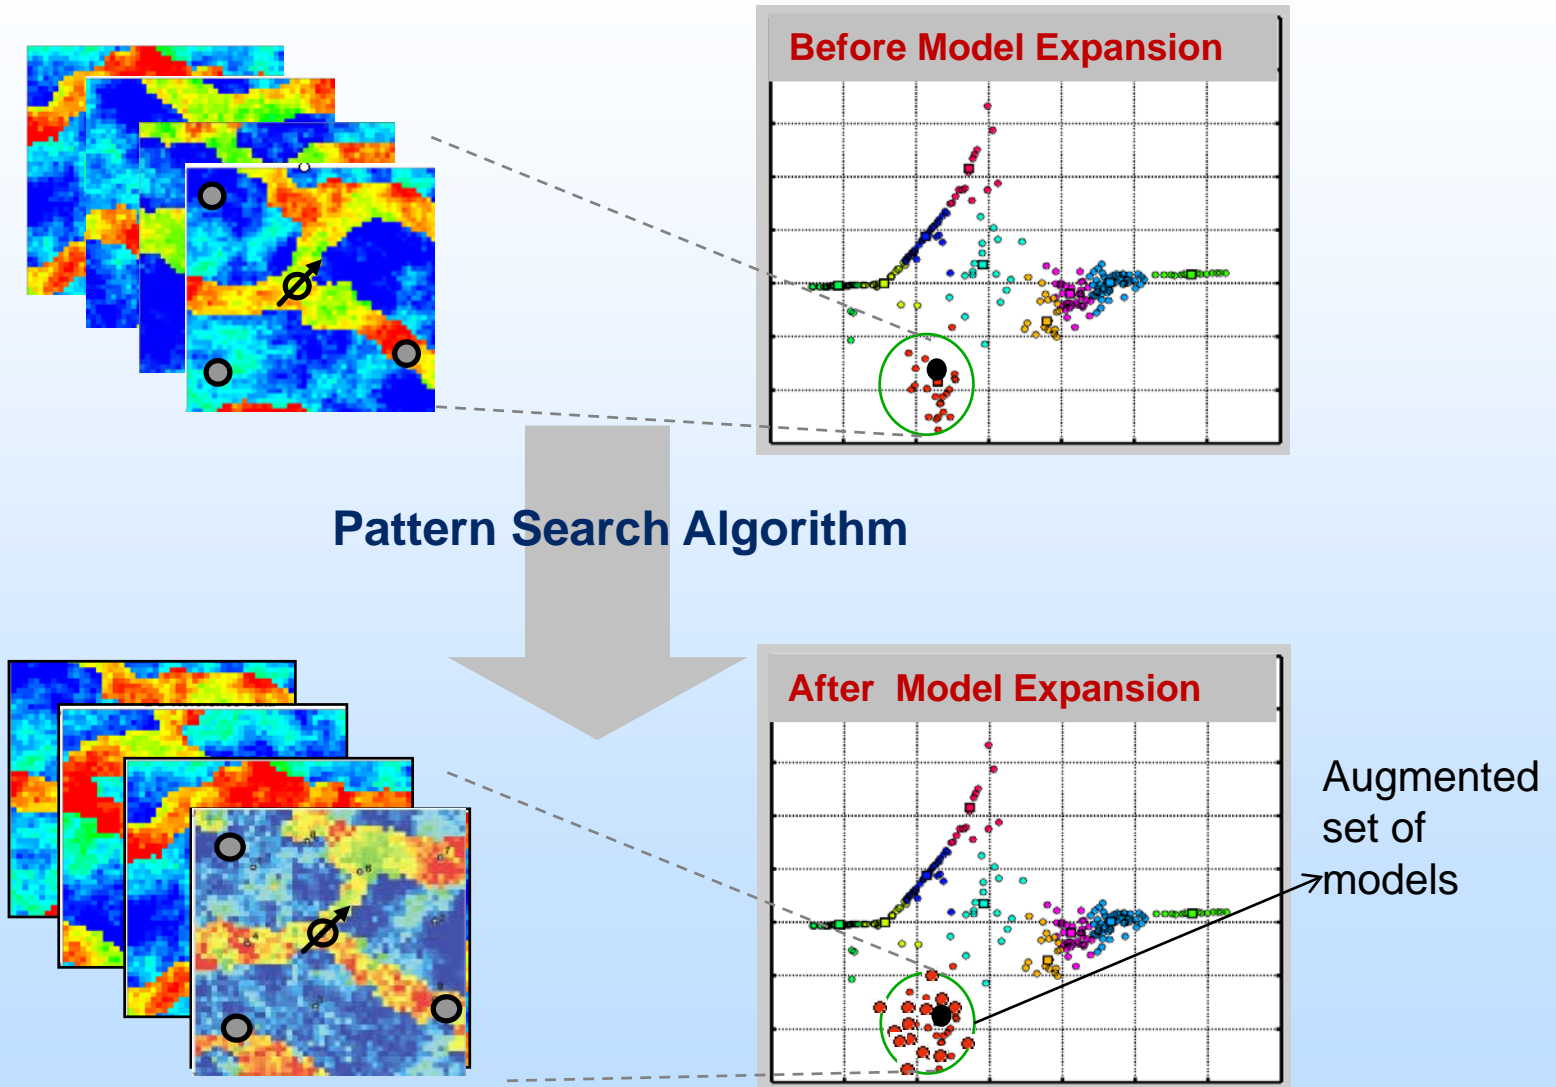 Before Model Expansion
Pattern Search Algorithm
After  Model Expansion
Augmented
set of
models